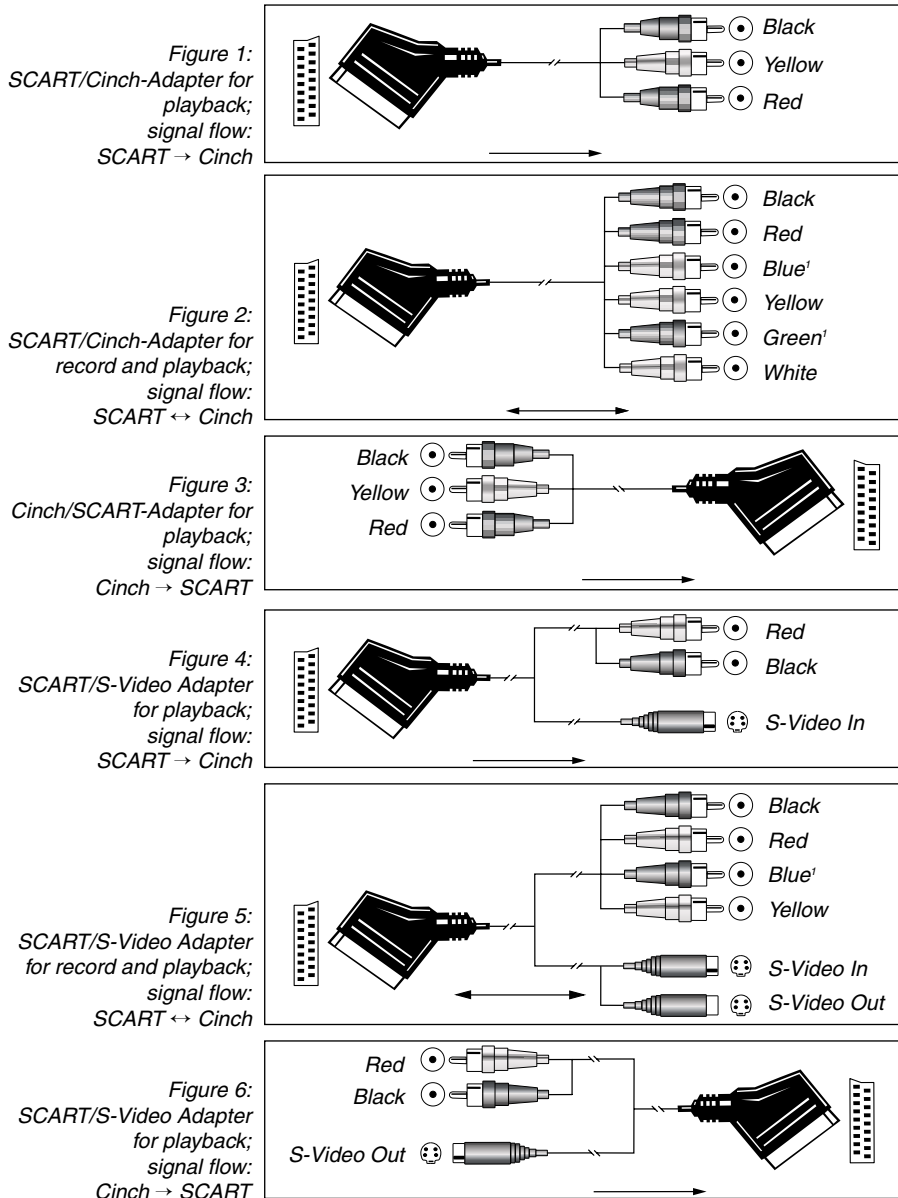 Figure 1:
SCART/Cinch-Adapter for
playback;
signal flow:
SCART → Cinch
Black
Yellow
Red
Figure 2:
SCART/Cinch-Adapter for
record and playback;
signal flow:
SCART ↔ Cinch
Black
Red
Blue¹
Yellow
Green¹
White
Figure 3:
Cinch/SCART-Adapter for
playback;
signal flow:
Cinch → SCART
Black
Yellow
Red
Figure 4:
SCART/S-Video Adapter
for playback;
signal flow:
SCART → Cinch
Red
Black
S-Video In
Figure 5:
SCART/S-Video Adapter
for record and playback;
signal flow:
SCART ↔ Cinch
Black
Red
Blue¹
Yellow
S-Video In
S-Video Out
Figure 6:
SCART/S-Video Adapter
for playback;
signal flow:
Cinch → SCART
Red
Black
S-Video Out